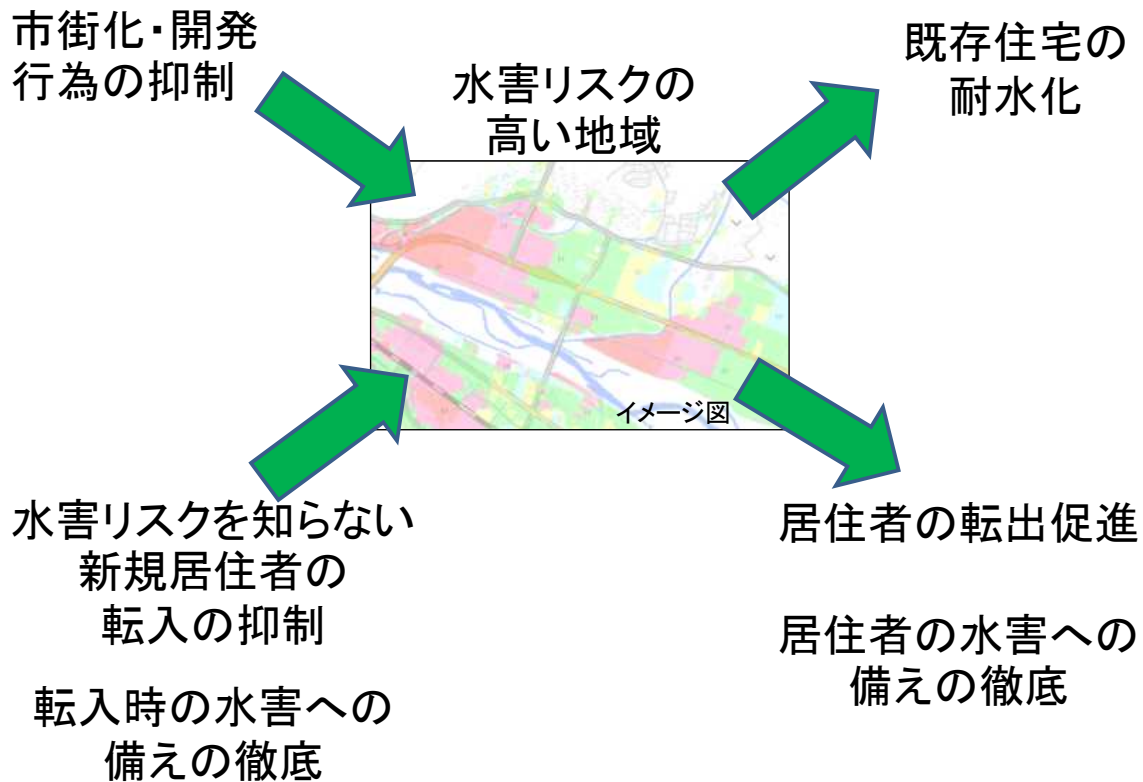 市街化・開発
行為の抑制
水害リスクの
高い地域
既存住宅の
耐水化
イメージ図
水害リスクを知らない
新規居住者の
転入の抑制
転入時の水害への
備えの徹底
居住者の転出促進
居住者の水害への
備えの徹底